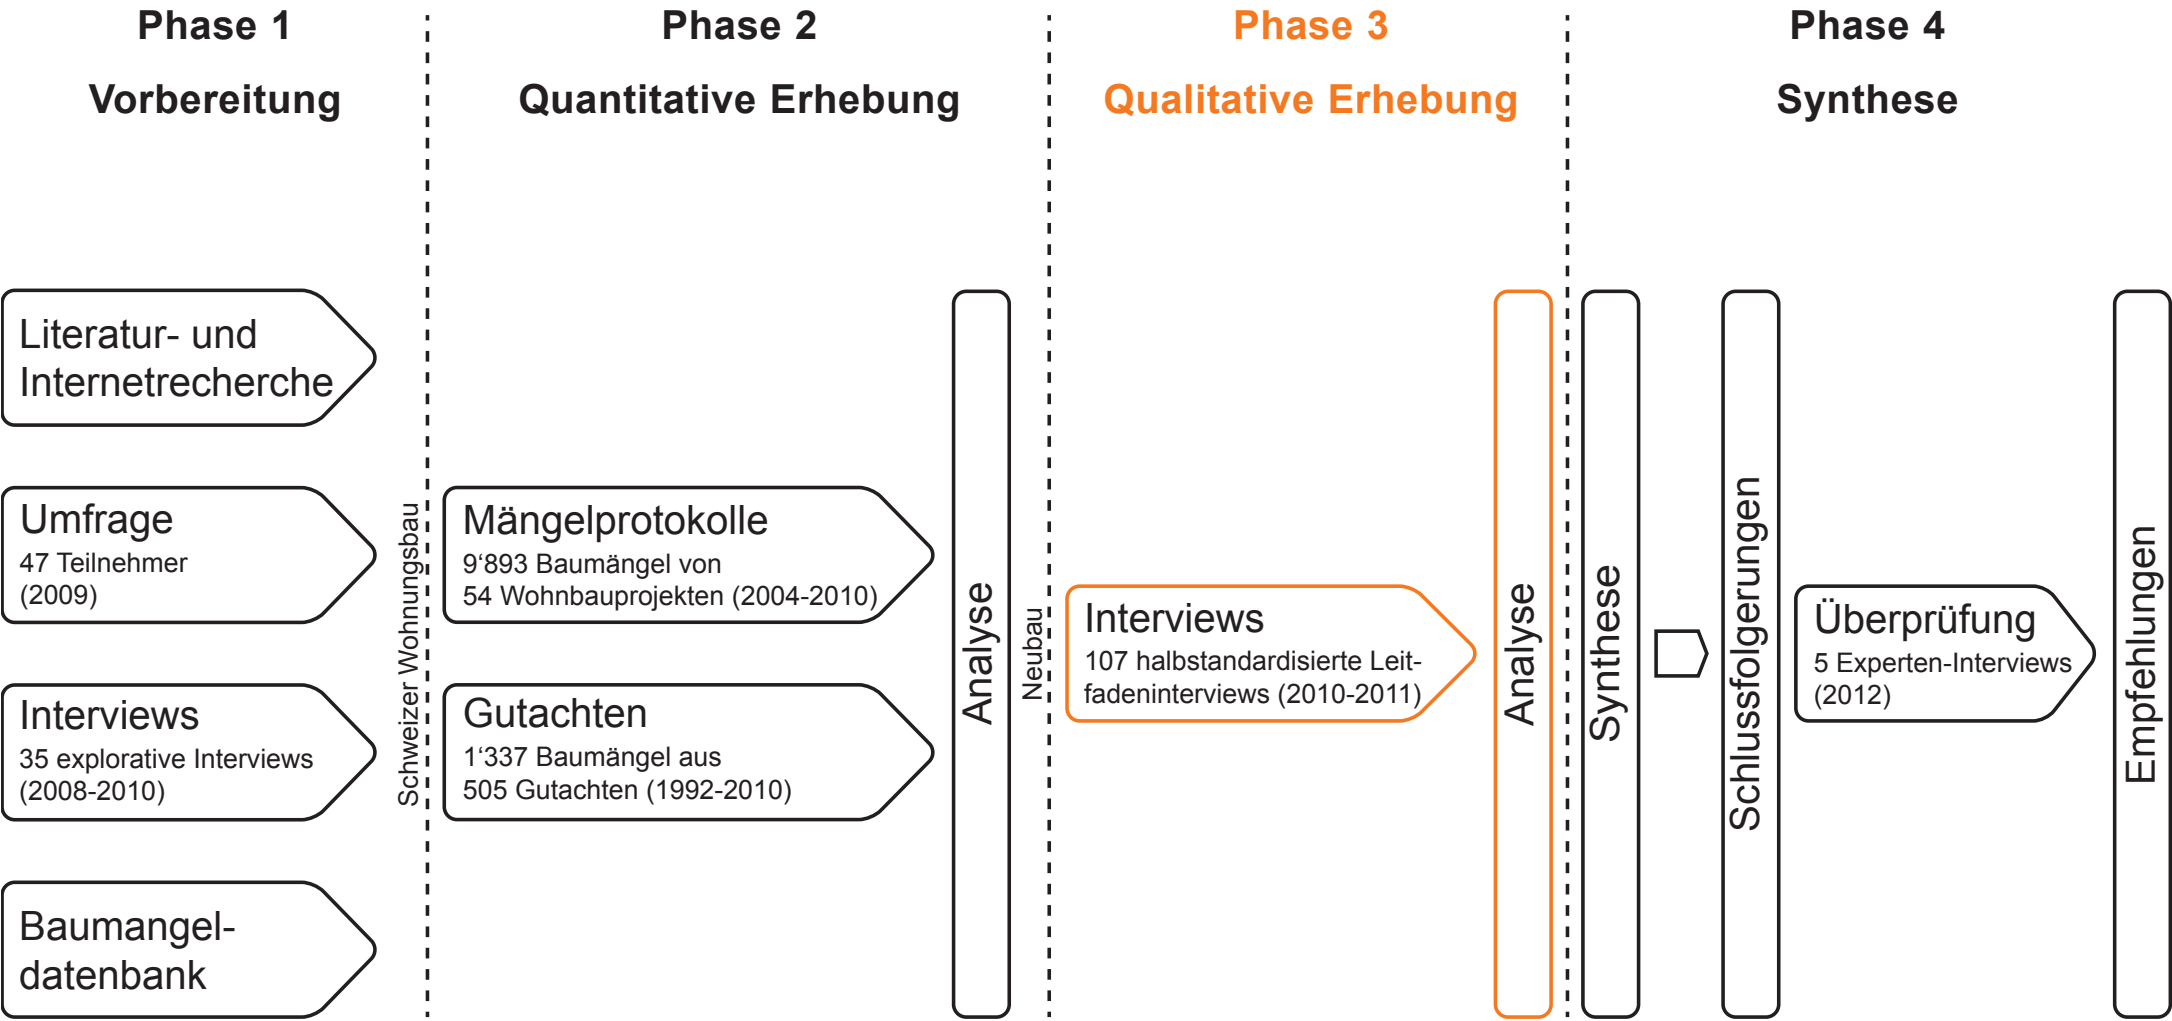 Phase 1
Vorbereitung
Literatur- und
Internetrecherche
Umfrage
47 Teilnehmer
(2009)
Interviews
35 explorative Interviews
(2008-2010)
Baumangel-
datenbank
Schweizer Wohnungsbau
Phase 2
Quantitative Erhebung
Mängelprotokolle
9‘893 Baumängel von
54 Wohnbauprojekten (2004-2010)
Gutachten
1‘337 Baumängel aus
505 Gutachten (1992-2010)
Analyse
Neubau
Phase 3
Qualitative Erhebung
Interviews
107 halbstandardisierte Leit-
fadeninterviews (2010-2011)
Analyse
Phase 4
Synthese
Synthese
Schlussfolgerungen
Überprüfung
5 Experten-Interviews
(2012)
Empfehlungen